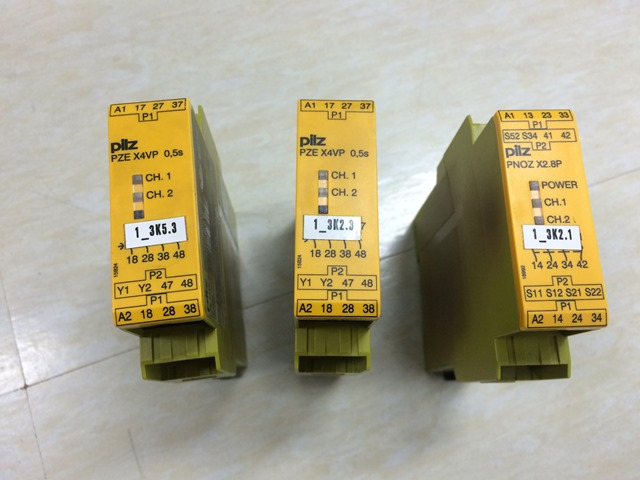 A1 17 27 37
P1
pilz
PZE X4VP 0,5s
CH. 1
CH. 2
1_3K5.3
18 28 38 48
P2
Y1 Y2 47 48
P1
A2 18 28 38
A1 17 27 37
P1
pilz
PZE X4VP 0,5s
CH. 1
CH. 2
1_3K2.3
18 28 38 48
P2
Y1 Y2 47 48
P1
A2 18 28 38
A1 13 23 33
P1
S52 S34 41 42
P2
pilz
PNOZ X2.8P
POWER
CH.1
CH.2
1_3K2.1
14 24 34 42
P2
S11 S12 S21 S22
P1
A2 14 24 34